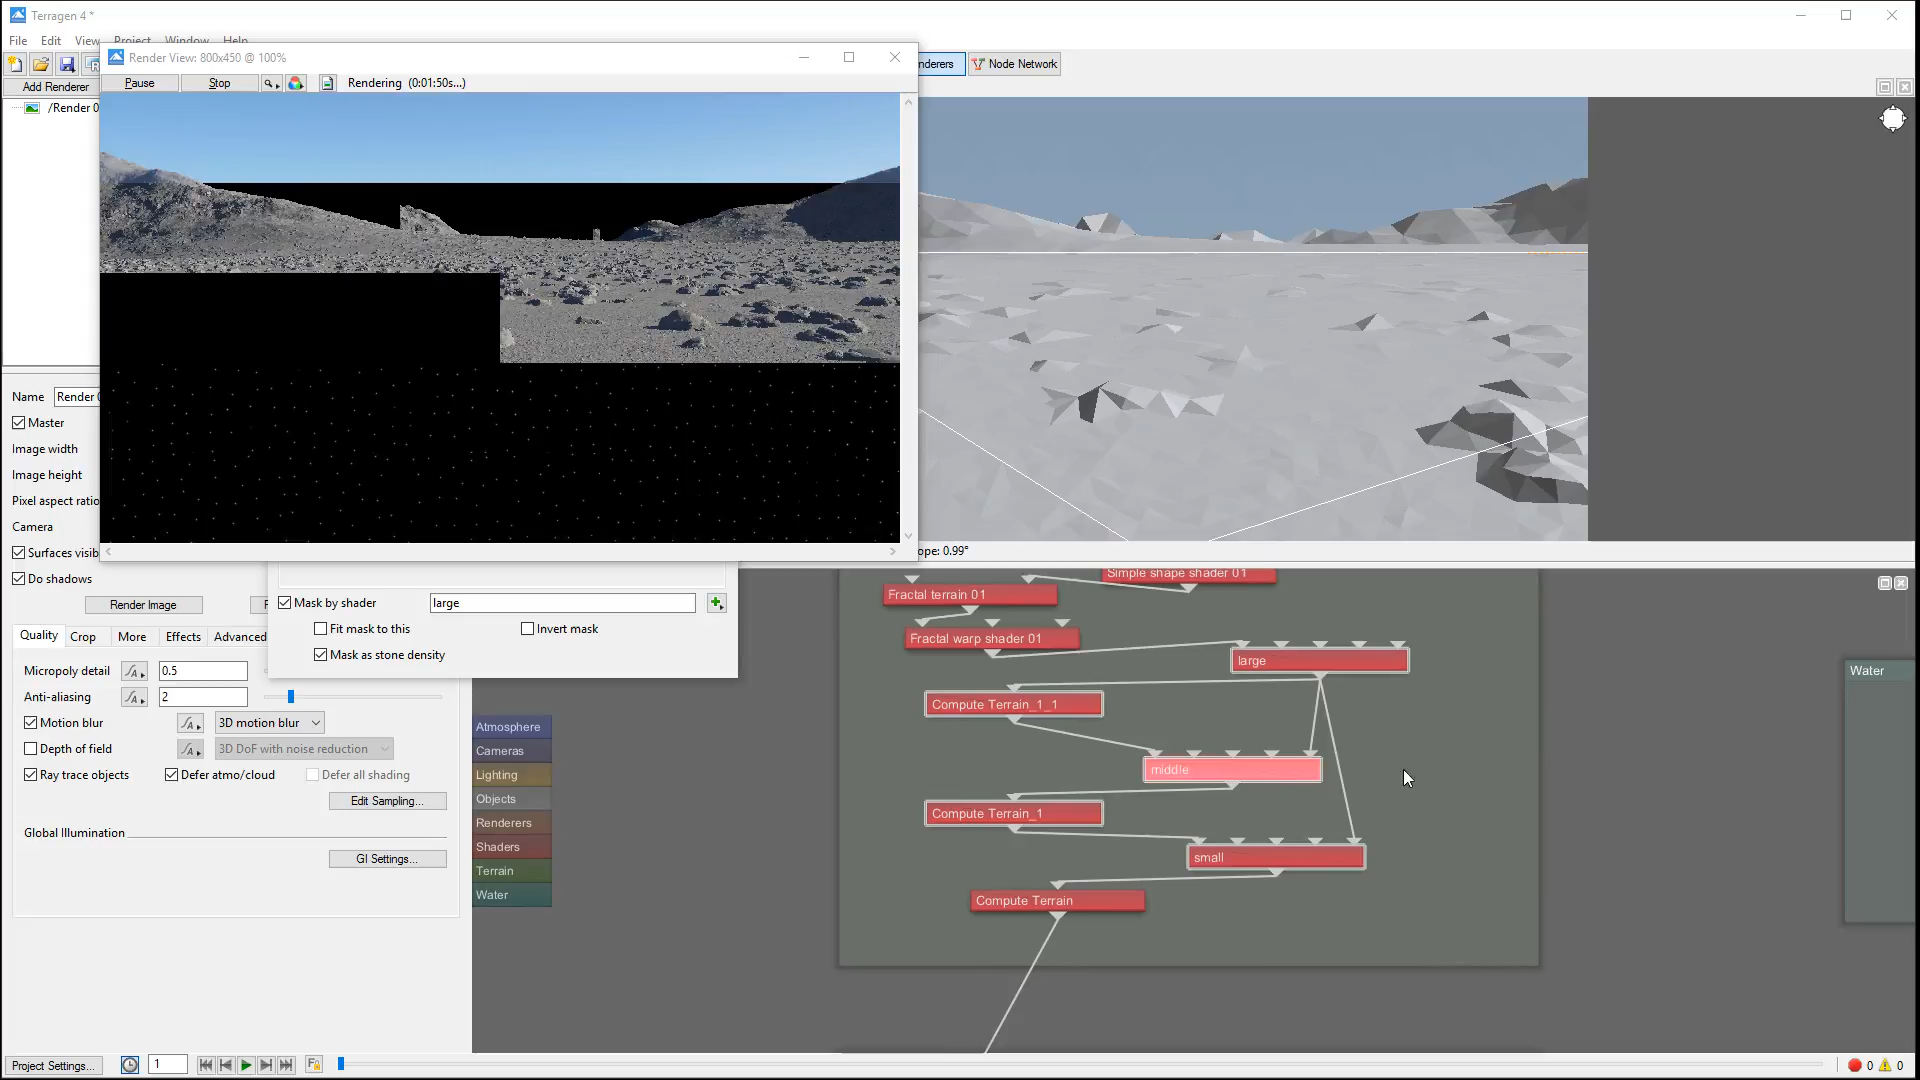 Terragen 4 *
File Edit View Project Window Help
Render View: 800x450 @ 100%
Pause Stop Rendering (0:01:50s...)
nderers Node Network
Add Renderer
/Render 0
Name Render 0
Master
Image width
Image height
Pixel aspect ratio
Camera
Surfaces visib
Do shadows
Render Image
Quality Crop More Effects Advanced
Micropoly detail 0.5
Anti-aliasing 2
Motion blur 3D motion blur
Depth of field 3D DoF with noise reduction
Ray trace objects Defer atmo/cloud Defer all shading
Edit Sampling...
Global Illumination
GI Settings...
Mask by shader large
Fit mask to this Invert mask
Mask as stone density
ope: 0.99°
Atmosphere
Cameras
Lighting
Objects
Renderers
Shaders
Terrain
Water
Simple shape shader 01
Fractal terrain 01
Fractal warp shader 01
large
Compute Terrain_1_1
middle
Compute Terrain_1
small
Compute Terrain
Water
Project Settings... 1 0 0